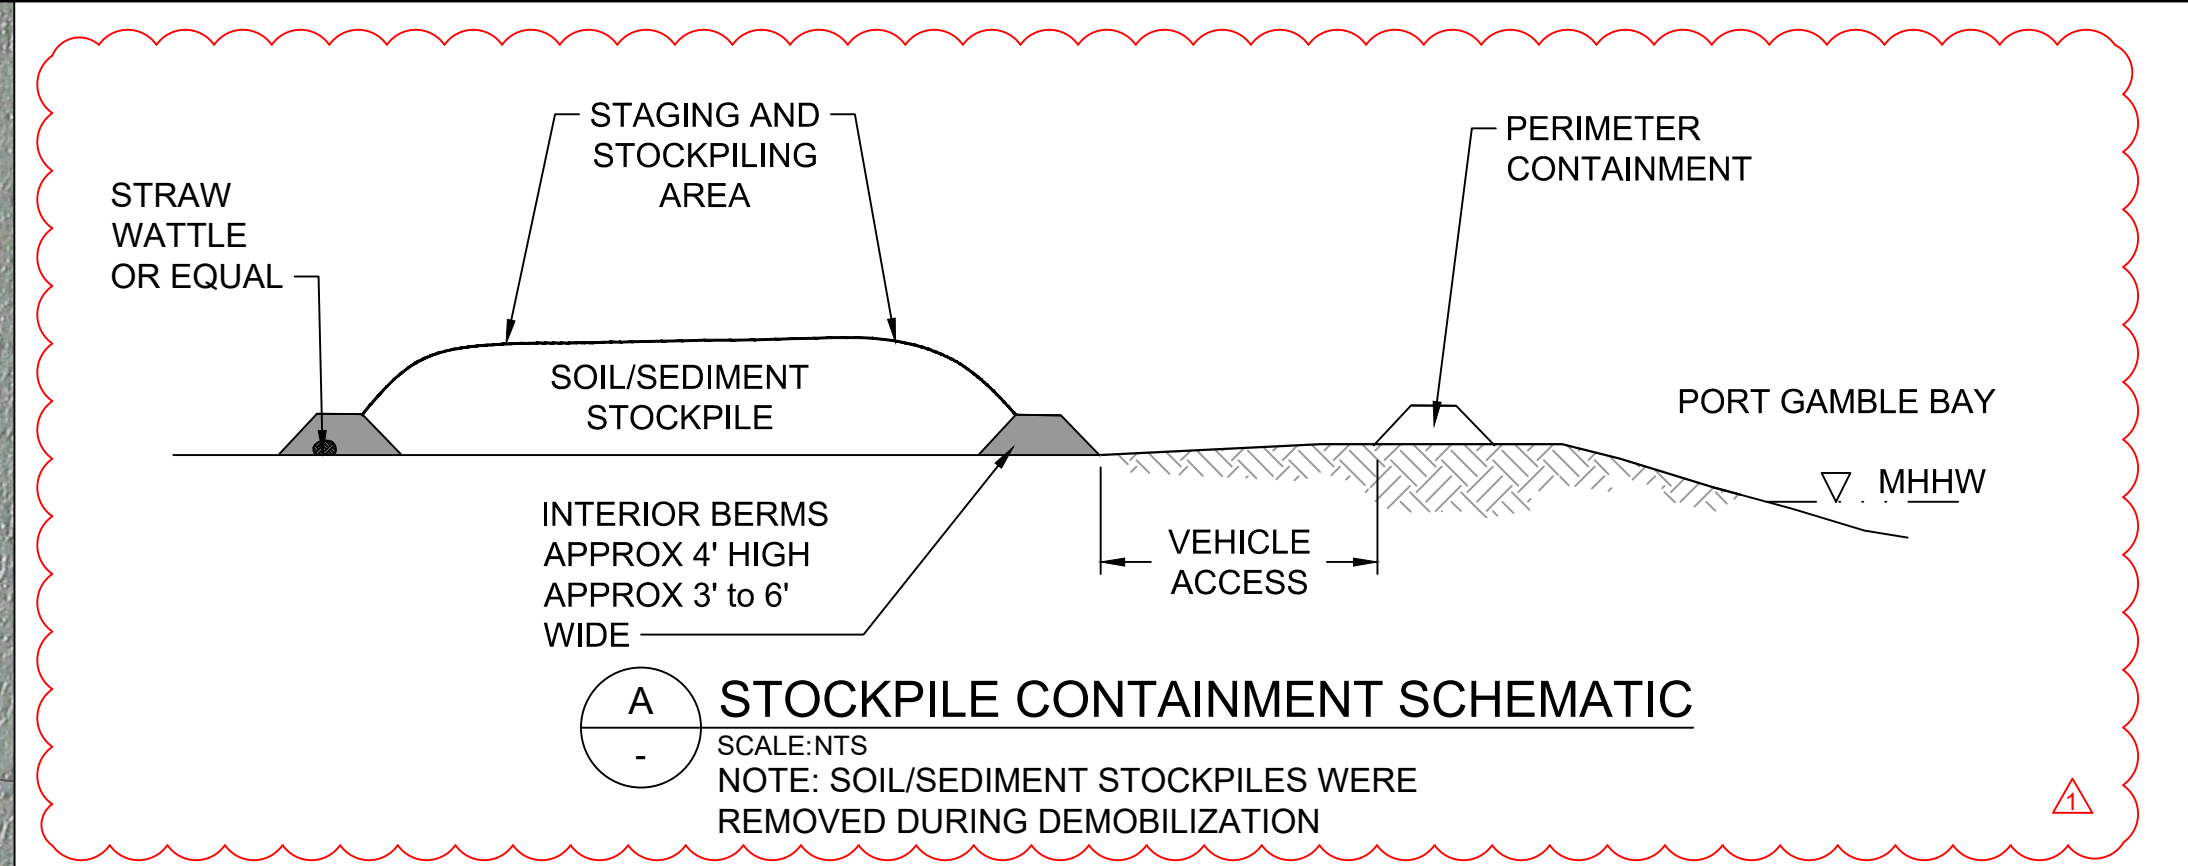 STAGING AND
STOCKPILING
AREA
PERIMETER
CONTAINMENT
STRAW
WATTLE
OR EQUAL
SOIL/SEDIMENT
STOCKPILE
PORT GAMBLE BAY
MHHW
INTERIOR BERMS
APPROX 4' HIGH
APPROX 3' to 6'
WIDE
VEHICLE
ACCESS
A
-
STOCKPILE CONTAINMENT SCHEMATIC
SCALE:NTS
NOTE: SOIL/SEDIMENT STOCKPILES WERE
REMOVED DURING DEMOBILIZATION
1